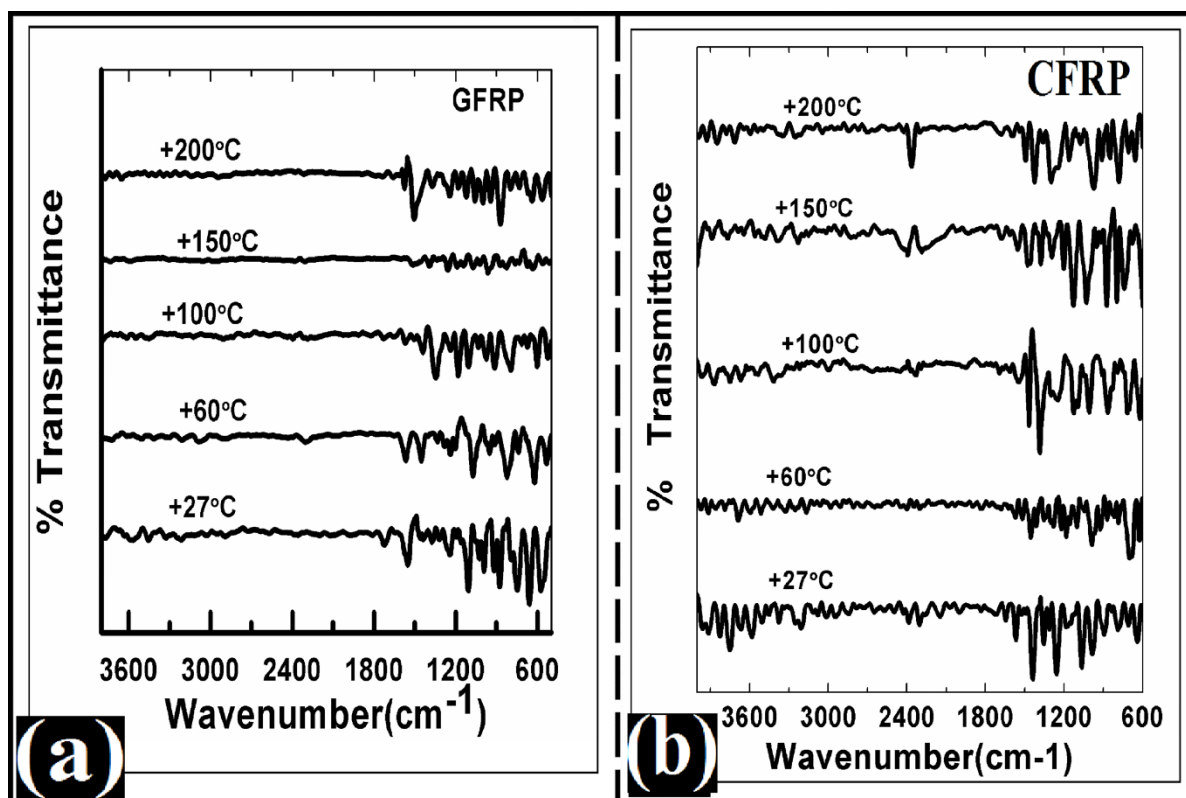 GFRP
+200°C
+150°C
+100°C
+60°C
+27°C
% Transmittance
3600 3000 2400 1800 1200 600
Wavenumber(cm⁻¹)
(a)
CFRP
+200°C
+150°C
+100°C
+60°C
+27°C
% Transmittance
3600 3000 2400 1800 1200 600
Wavenumber(cm-1)
(b)